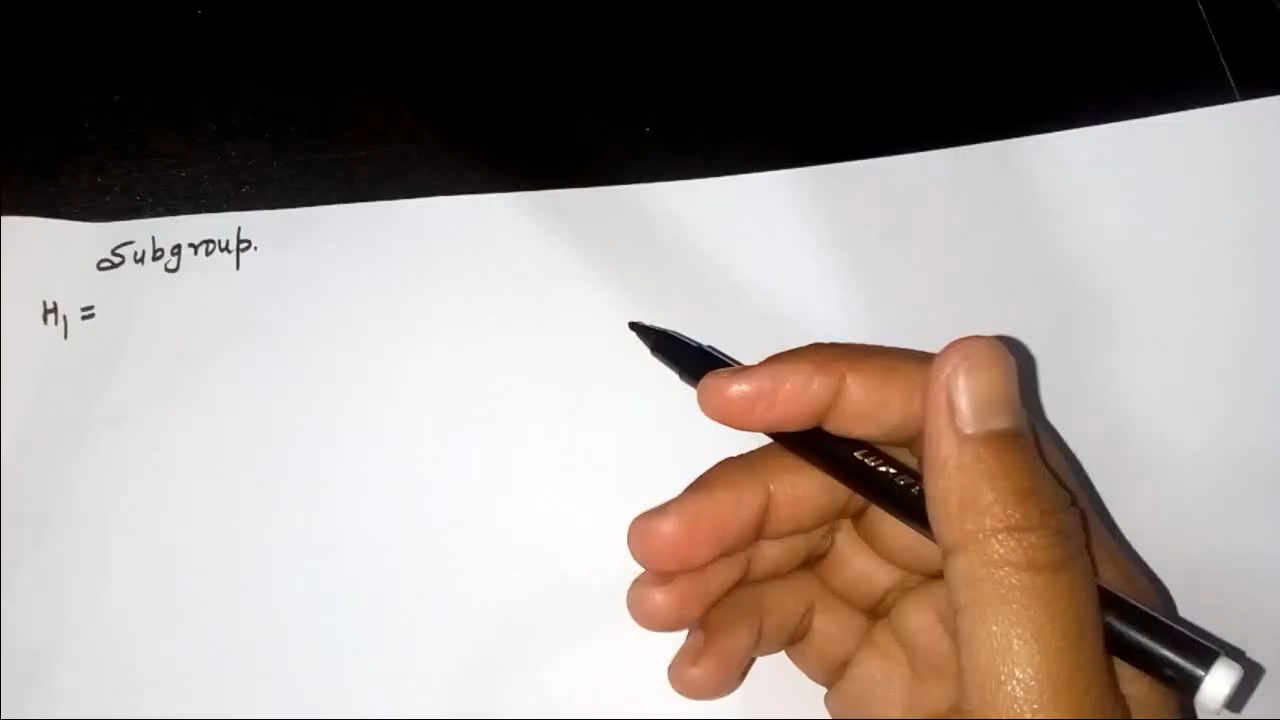 Subgroup.
H₁ =